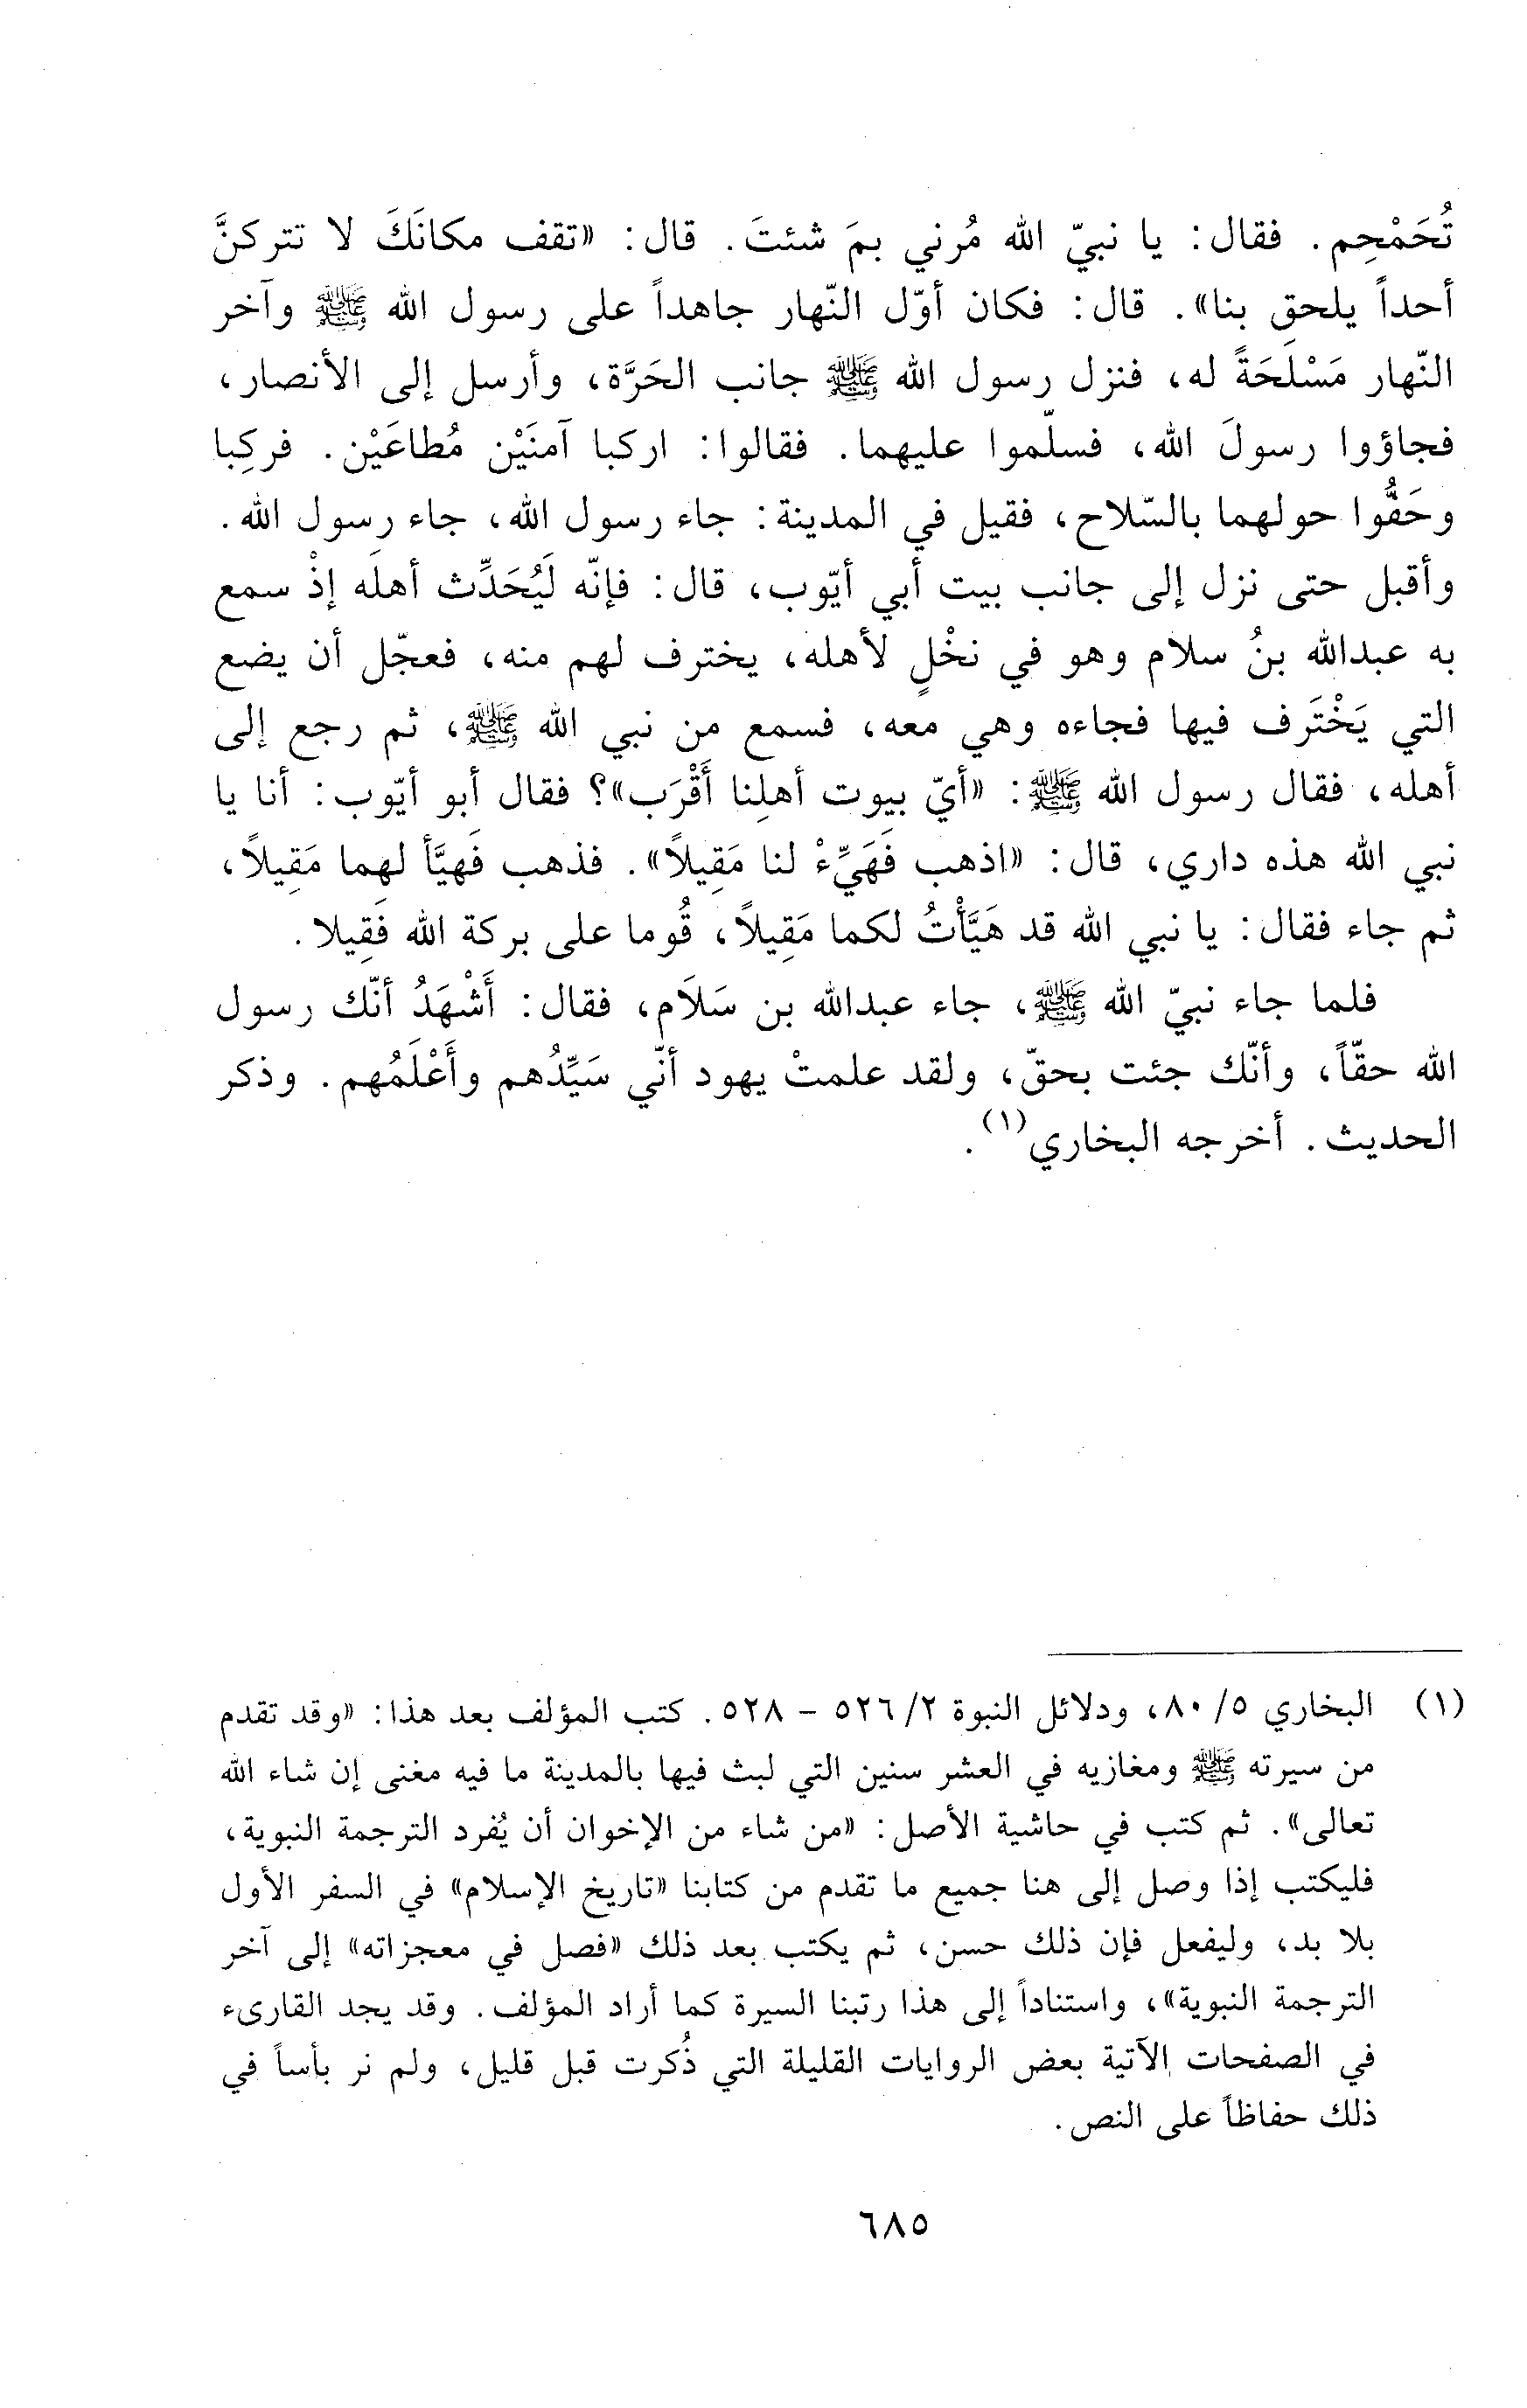 تُحَمْحِم. فقال: يا نبيّ الله مُرني بمَ شئتَ. قال: «تقف مكانَكَ لا تتركنَّ
أحداً يلحق بنا». قال: فكان أوّل النّهار جاهداً على رسول الله ﷺ وآخر
النّهار مَسْلَحَةً له، فنزل رسول الله ﷺ جانب الحَرَّة، وأرسل إلى الأنصار،
فجاؤوا رسولَ الله، فسلّموا عليهما. فقالوا: اركبا آمنَيْن مُطاعَيْن. فركِبا
وحَفُّوا حولهما بالسّلاح، فقيل في المدينة: جاء رسول الله، جاء رسول الله.
وأقبل حتى نزل إلى جانب بيت أبي أيّوب، قال: فإنّه لَيُحَدِّث أهلَه إذْ سمع
به عبدالله بنُ سلام وهو في نخْلٍ لأهله، يخترف لهم منه، فعجّل أن يضع
التي يَخْتَرف فيها فجاءه وهي معه، فسمع من نبي الله ﷺ، ثم رجع إلى
أهله، فقال رسول الله ﷺ: «أيّ بيوت أهلِنا أَقْرَب»؟ فقال أبو أيّوب: أنا يا
نبي الله هذه داري، قال: «اذهب فَهَيِّءْ لنا مَقِيلاً». فذهب فَهيَّأ لهما مَقِيلاً،
ثم جاء فقال: يا نبي الله قد هَيَّأْتُ لكما مَقِيلاً، قُوما على بركة الله فَقِيلا.
فلما جاء نبيّ الله ﷺ، جاء عبدالله بن سَلَام، فقال: أَشْهَدُ أنّك رسول
الله حقّاً، وأنّك جئت بحقّ، ولقد علمتْ يهود أنّي سَيِّدُهم وأَعْلَمُهم. وذكر
الحديث. أخرجه البخاري(١).
(١) البخاري ٥/ ٨٠، ودلائل النبوة ٢/ ٥٢٦ – ٥٢٨. كتب المؤلف بعد هذا: «وقد تقدم
من سيرته ﷺ ومغازيه في العشر سنين التي لبث فيها بالمدينة ما فيه مغنى إن شاء الله
تعالى». ثم كتب في حاشية الأصل: «من شاء من الإخوان أن يُفرد الترجمة النبوية،
فليكتب إذا وصل إلى هنا جميع ما تقدم من كتابنا «تاريخ الإسلام» في السفر الأول
بلا بد، وليفعل فإن ذلك حسن، ثم يكتب بعد ذلك «فصل في معجزاته» إلى آخر
الترجمة النبوية»، واستناداً إلى هذا رتبنا السيرة كما أراد المؤلف. وقد يجد القارىء
في الصفحات الآتية بعض الروايات القليلة التي ذُكرت قبل قليل، ولم نر بأساً في
ذلك حفاظاً على النص.
٦٨٥